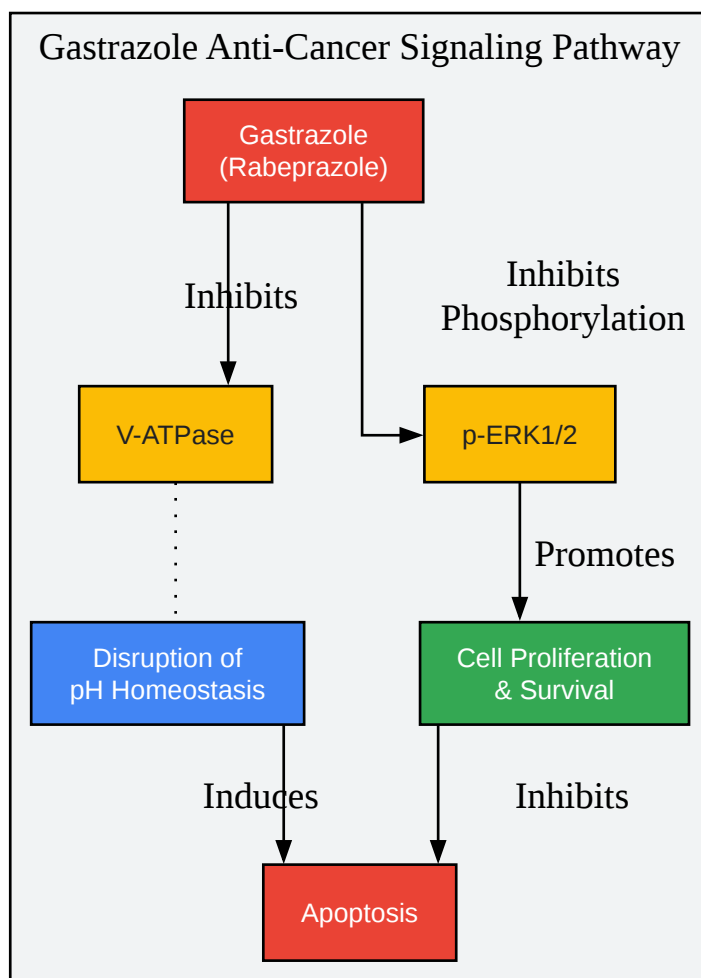 Gastrazole Anti-Cancer Signaling Pathway
Gastrazole
(Rabeprazole)
Inhibits
Inhibits
Phosphorylation
V-ATPase
p-ERK1/2
Promotes
Disruption of
pH Homeostasis
Cell Proliferation
& Survival
Induces
Inhibits
Apoptosis